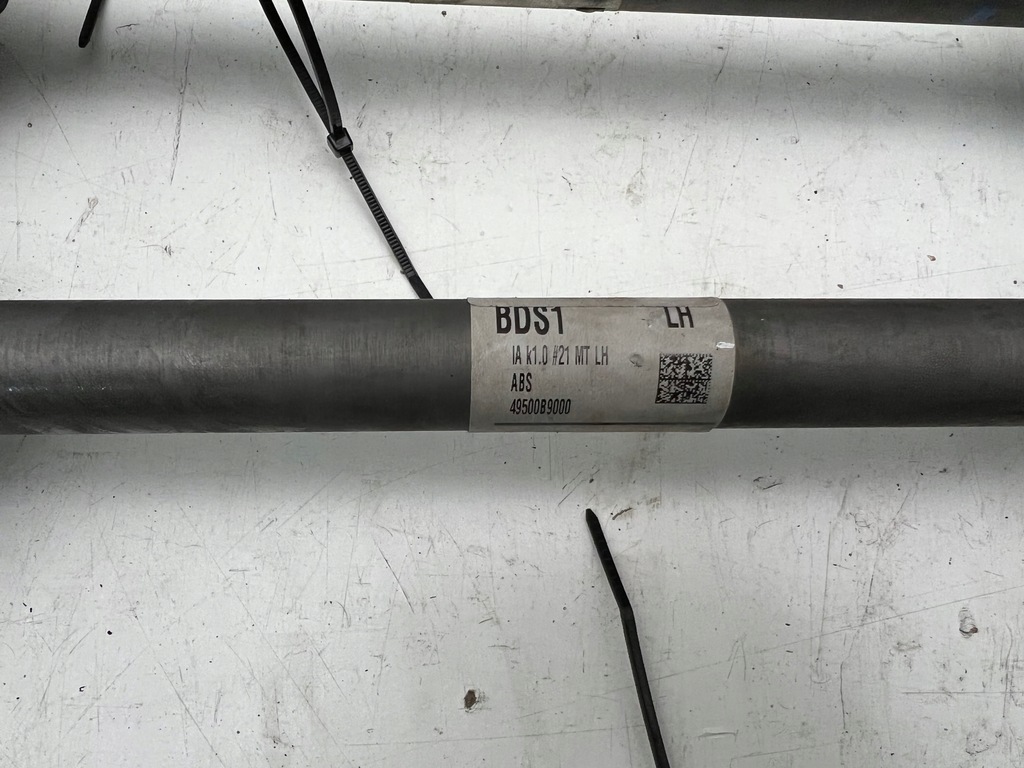 BDS1 LH
IA k1.0 #21 MT LH
ABS
49500B9000